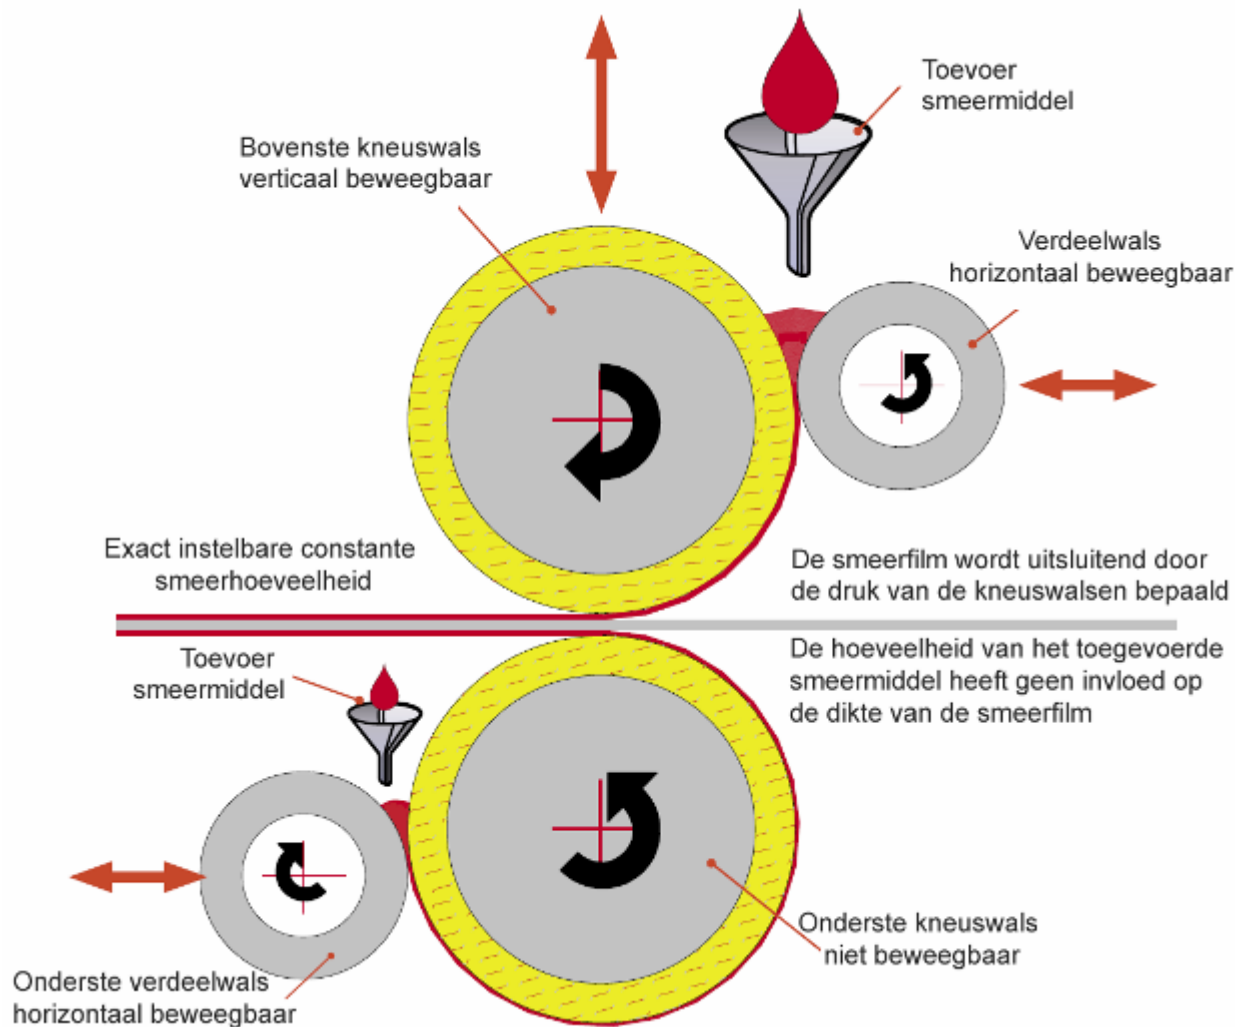 Toevoer
smeermiddel
Bovenste kneuswals
verticaal beweegbaar
Verdeelwals
horizontaal beweegbaar
Exact instelbare constante
smeerhoeveelheid
De smeerfilm wordt uitsluitend door
de druk van de kneuswalsen bepaald
De hoeveelheid van het toegevoerde
smeermiddel heeft geen invloed op
de dikte van de smeerfilm
Toevoer
smeermiddel
Onderste kneuswals
niet beweegbaar
Onderste verdeelwals
horizontaal beweegbaar